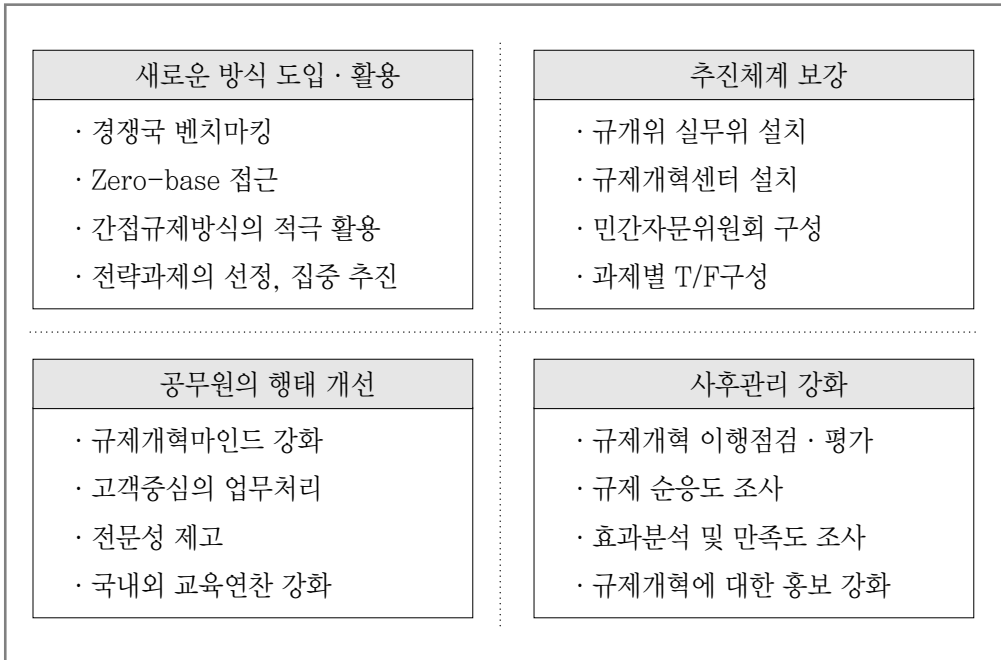 새로운 방식 도입 · 활용
· 경쟁국 벤치마킹
· Zero-base 접근
· 간접규제방식의 적극 활용
· 전략과제의 선정, 집중 추진
추진체계 보강
· 규개위 실무위 설치
· 규제개혁센터 설치
· 민간자문위원회 구성
· 과제별 T/F구성
공무원의 행태 개선
· 규제개혁마인드 강화
· 고객중심의 업무처리
· 전문성 제고
· 국내외 교육연찬 강화
사후관리 강화
· 규제개혁 이행점검 · 평가
· 규제 순응도 조사
· 효과분석 및 만족도 조사
· 규제개혁에 대한 홍보 강화